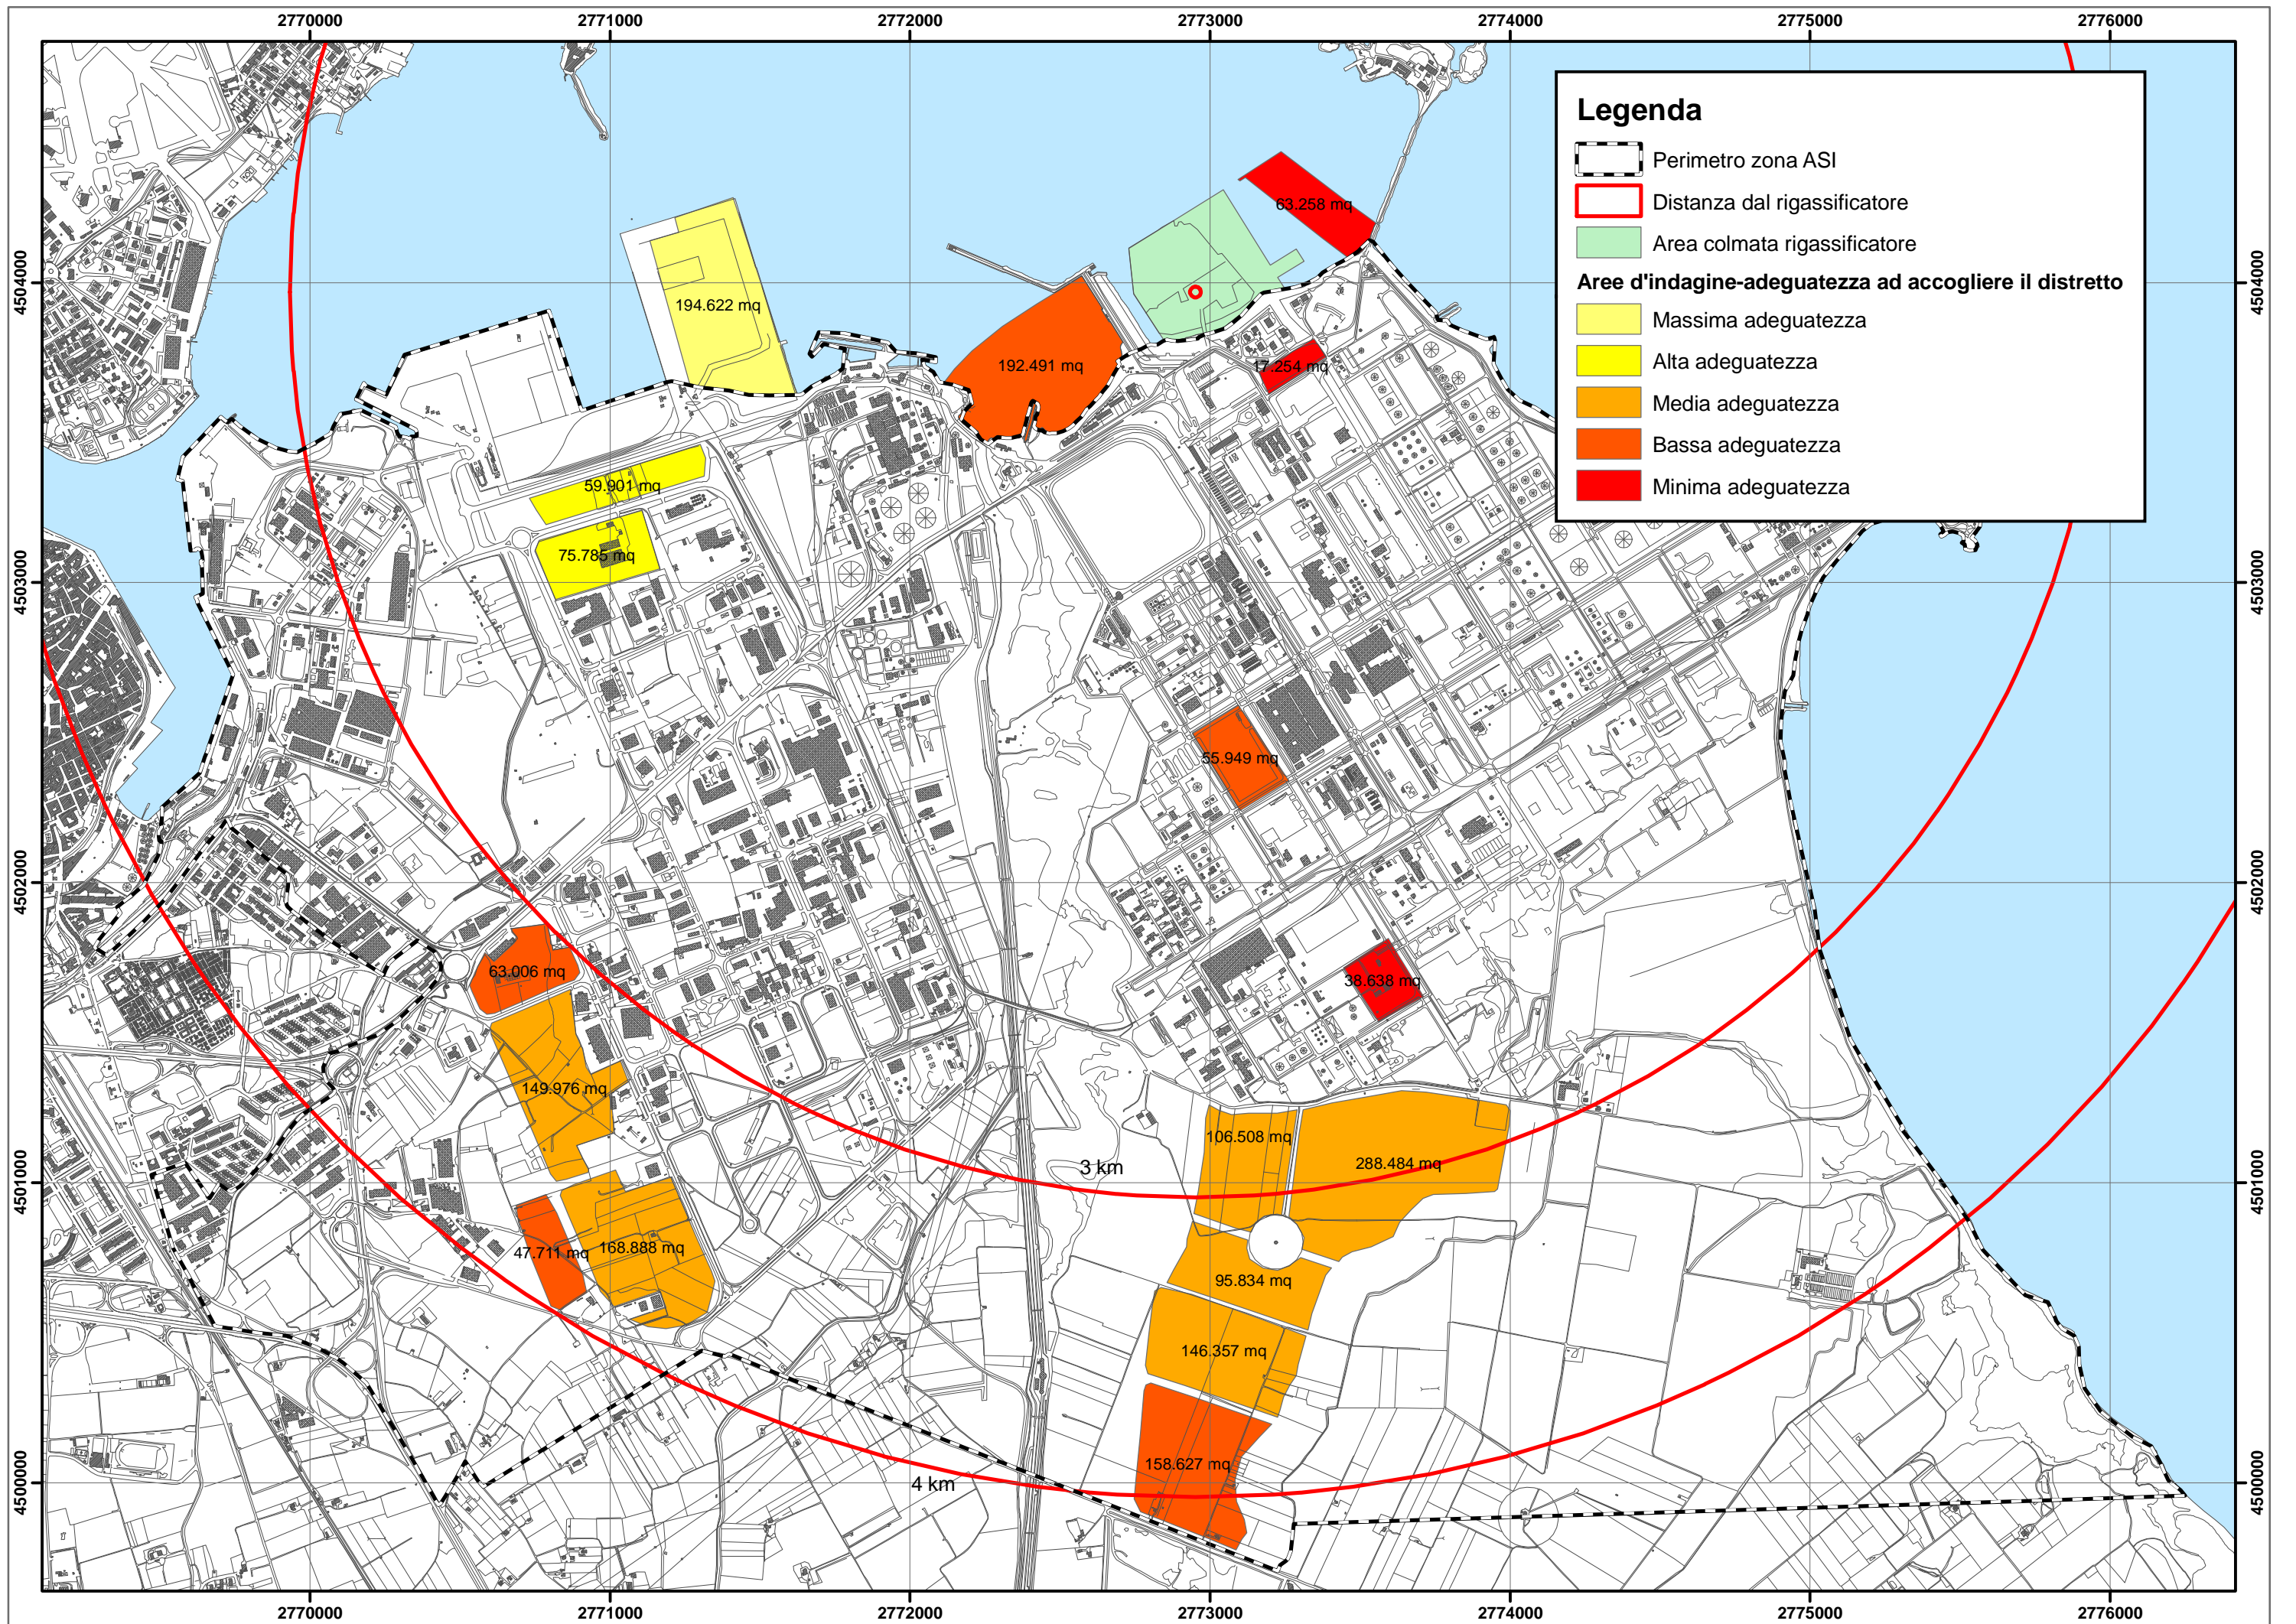 2770000 2771000 2772000 2773000 2774000 2775000 2776000
Legenda
Perimetro zona ASI
Distanza dal rigassificatore
Area colmata rigassificatore
Aree d'indagine-adeguatezza ad accogliere il distretto
Massima adeguatezza
Alta adeguatezza
Media adeguatezza
Bassa adeguatezza
Minima adeguatezza
63.258 mq
4504000 4504000
194.622 mq
192.491 mq
17.254 mq
59.901 mq
75.785 mq
4503000 4503000
55.949 mq
4502000 4502000
63.006 mq
38.638 mq
149.976 mq
106.508 mq
288.484 mq
3 km
4501000 4501000
47.711 mq
168.888 mq
95.834 mq
146.357 mq
158.627 mq
4 km
4500000 4500000
2770000 2771000 2772000 2773000 2774000 2775000 2776000